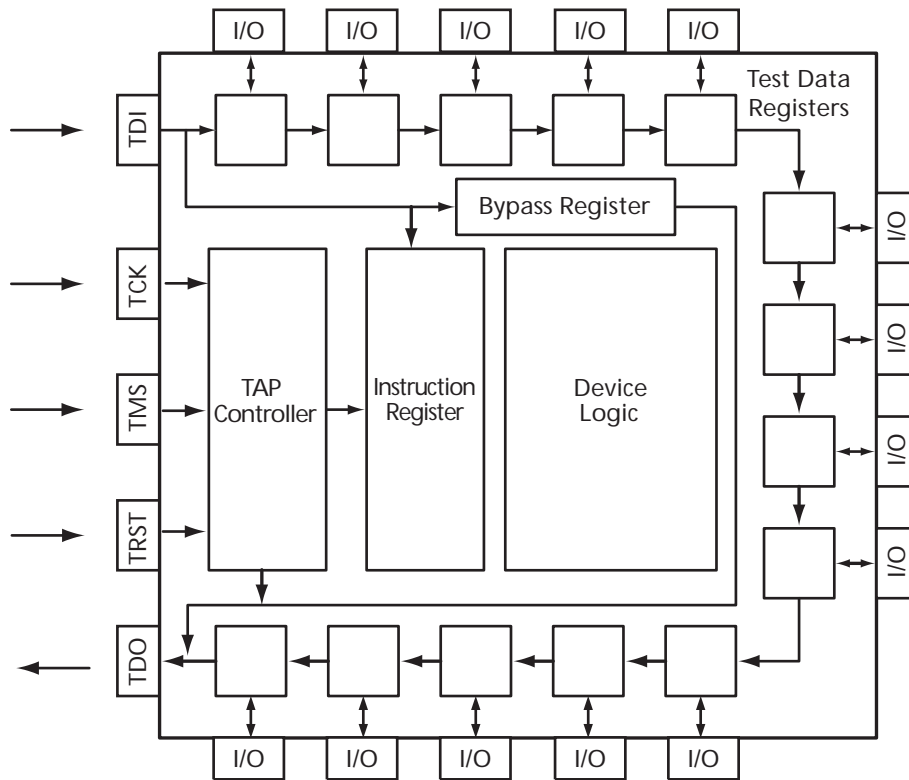 I/O
I/O
I/O
I/O
I/O
Test Data
Registers
TDI
Bypass Register
I/O
TCK
I/O
TMS
TAP
Controller
Instruction
Register
Device
Logic
I/O
TRST
I/O
TDO
I/O
I/O
I/O
I/O
I/O